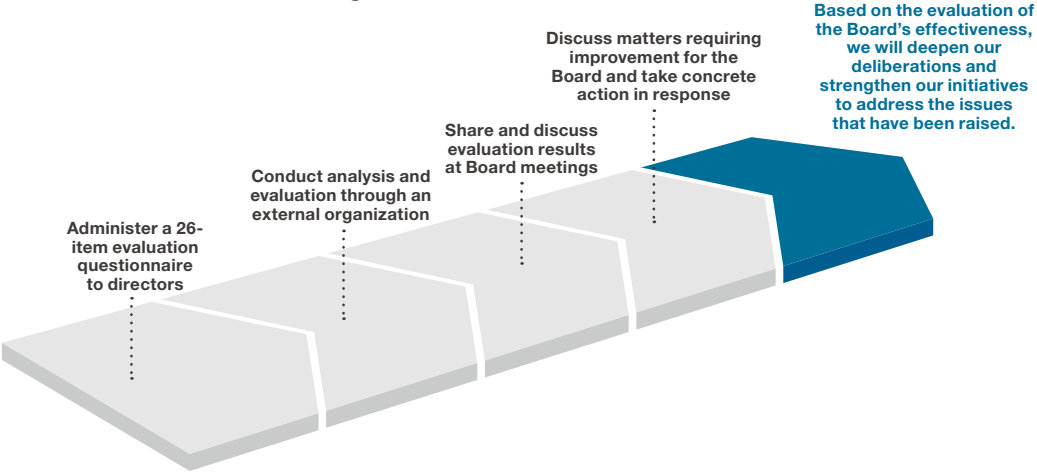 Administer a 26-
item evaluation
questionnaire
to directors
Conduct analysis and
evaluation through an
external organization
Share and discuss
evaluation results
at Board meetings
Discuss matters requiring
improvement for the
Board and take concrete
action in response
Based on the evaluation of
the Board’s effectiveness,
we will deepen our
deliberations and
strengthen our initiatives
to address the issues
that have been raised.